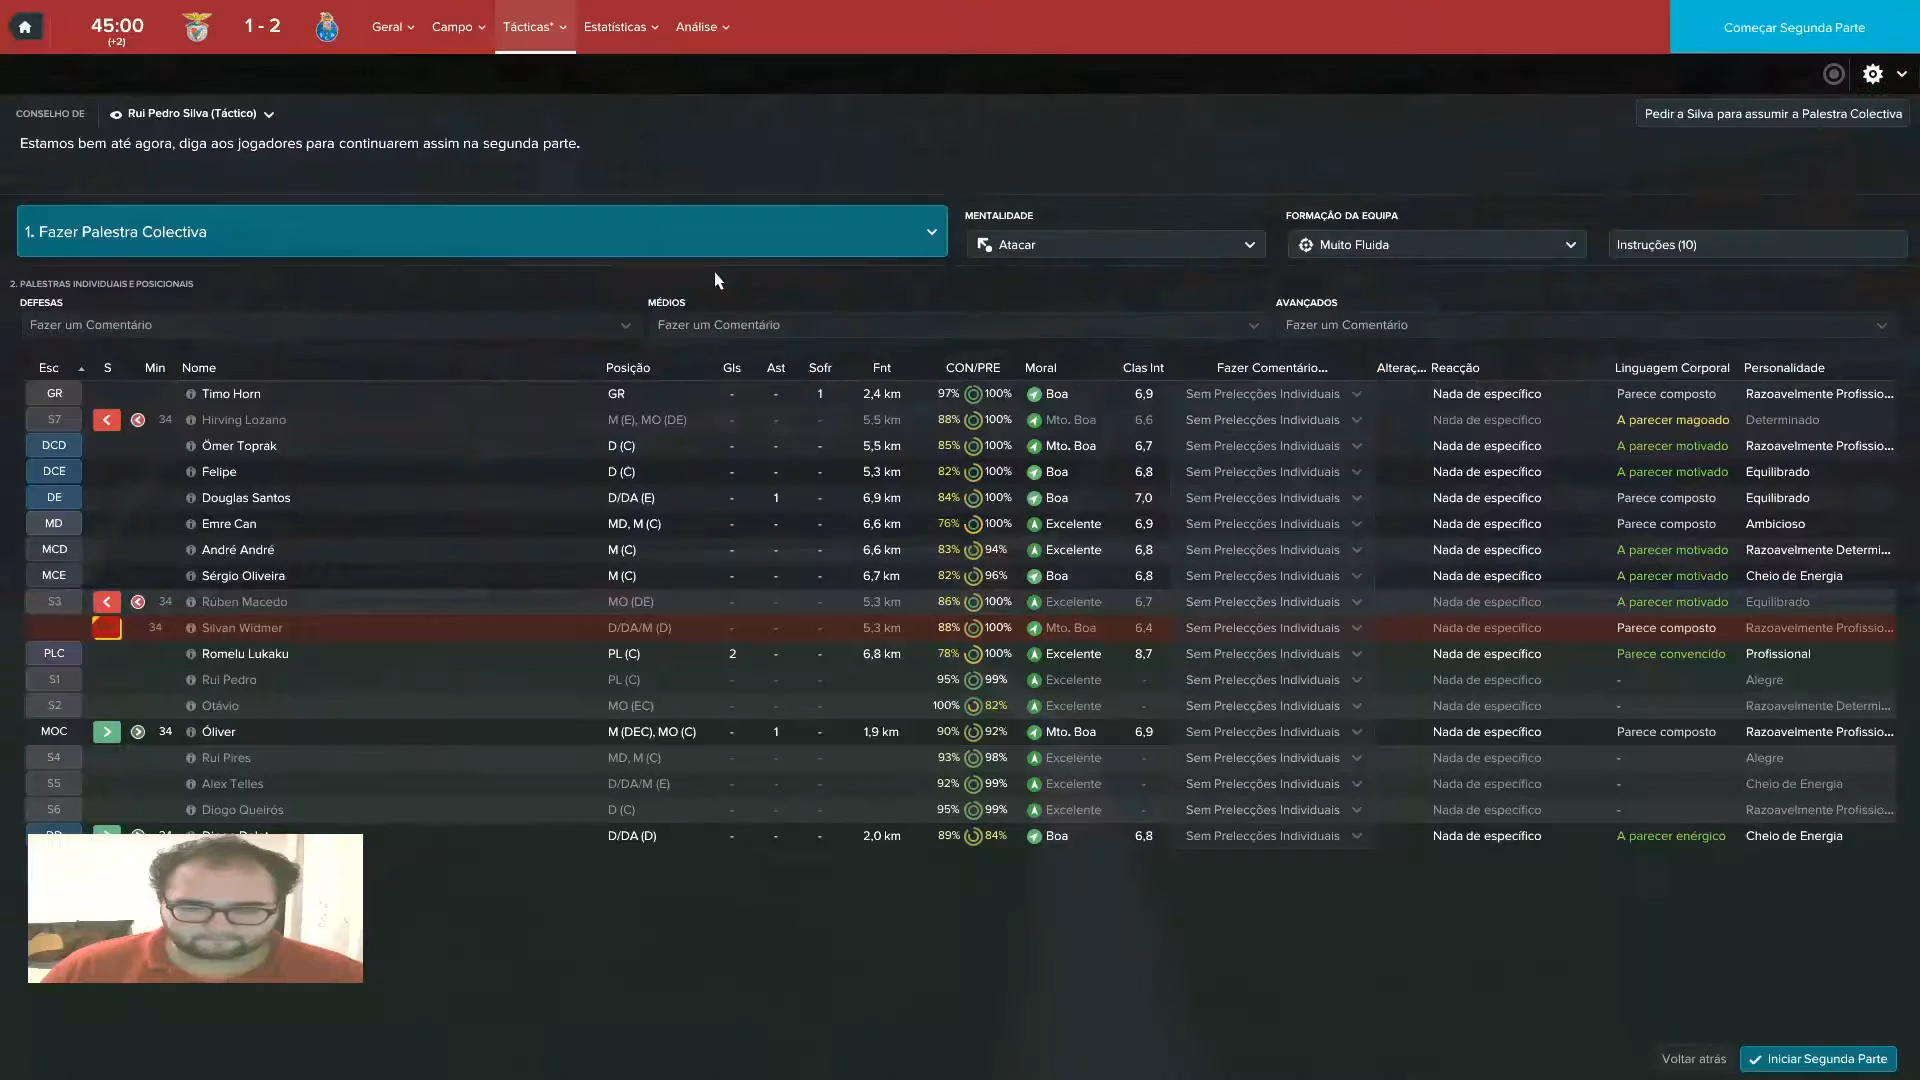 45:00
(+2)
1 - 2
Geral
Campo
Tácticas*
Estatísticas
Análise
Começar Segunda Parte
CONSELHO DE
Rui Pedro Silva (Táctico)
Pedir a Silva para assumir a Palestra Colectiva
Estamos bem até agora, diga aos jogadores para continuarem assim na segunda parte.
1. Fazer Palestra Colectiva
MENTALIDADE
Atacar
FORMAÇÃO DA EQUIPA
Muito Fluida
Instruções (10)
2. PALESTRAS INDIVIDUAIS E POSICIONAIS
DEFESAS
MÉDIOS
AVANÇADOS
Fazer um Comentário
Fazer um Comentário
Fazer um Comentário
Esc S Min Nome Posição Gls Ast Sofr Fnt CON/PRE Moral Clas Int Fazer Comentário... Alteraç... Reacção Linguagem Corporal Personalidade
GR Timo Horn GR - - 1 2,4 km 97% 100% Boa 6,9 Sem Prelecções Individuais Nada de específico Parece composto Razoavelmente Profissio...
S7 34 Hirving Lozano M (E), MO (DE) - - - 5,5 km 88% 100% Mto. Boa 6,6 Sem Prelecções Individuais Nada de específico A parecer magoado Determinado
DCD Ömer Toprak D (C) - - - 5,5 km 85% 100% Mto. Boa 6,7 Sem Prelecções Individuais Nada de específico A parecer motivado Razoavelmente Profissio...
DCE Felipe D (C) - - - 5,3 km 82% 100% Boa 6,8 Sem Prelecções Individuais Nada de específico A parecer motivado Equilibrado
DE Douglas Santos D/DA (E) - 1 - 6,9 km 84% 100% Boa 7,0 Sem Prelecções Individuais Nada de específico Parece composto Equilibrado
MD Emre Can MD, M (C) - - - 6,6 km 76% 100% Excelente 6,9 Sem Prelecções Individuais Nada de específico Parece composto Ambicioso
MCD André André M (C) - - - 6,6 km 83% 94% Excelente 6,8 Sem Prelecções Individuais Nada de específico A parecer motivado Razoavelmente Determi...
MCE Sérgio Oliveira M (C) - - - 6,7 km 82% 96% Boa 6,8 Sem Prelecções Individuais Nada de específico A parecer motivado Cheio de Energia
S3 34 Rúben Macedo MO (DE) - - - 5,3 km 86% 100% Excelente 6,7 Sem Prelecções Individuais Nada de específico A parecer motivado Equilibrado
34 Silvan Widmer D/DA/M (D) - - - 5,3 km 88% 100% Mto. Boa 6,4 Sem Prelecções Individuais Nada de específico Parece composto Razoavelmente Profissio...
PLC Romelu Lukaku PL (C) 2 - - 6,8 km 78% 100% Excelente 8,7 Sem Prelecções Individuais Nada de específico Parece convencido Profissional
S1 Rui Pedro PL (C) - - - 95% 99% Excelente - Sem Prelecções Individuais Nada de específico - Alegre
S2 Otávio MO (EC) - - - 100% 82% Excelente - Sem Prelecções Individuais Nada de específico - Razoavelmente Determi...
MOC 34 Óliver M (DEC), MO (C) - 1 - 1,9 km 90% 92% Mto. Boa 6,9 Sem Prelecções Individuais Nada de específico Parece composto Razoavelmente Profissio...
S4 Rui Pires MD, M (C) - - - 93% 98% Excelente - Sem Prelecções Individuais Nada de específico - Alegre
S5 Alex Telles D/DA/M (E) - - - 92% 99% Excelente - Sem Prelecções Individuais Nada de específico - Cheio de Energia
S6 Diogo Queirós D (C) - - - 95% 99% Excelente - Sem Prelecções Individuais Nada de específico - Razoavelmente Profissio...
D/DA (D) - - - 2,0 km 89% 84% Boa 6,8 Sem Prelecções Individuais Nada de específico A parecer enérgico Cheio de Energia
Voltar atrás
Iniciar Segunda Parte